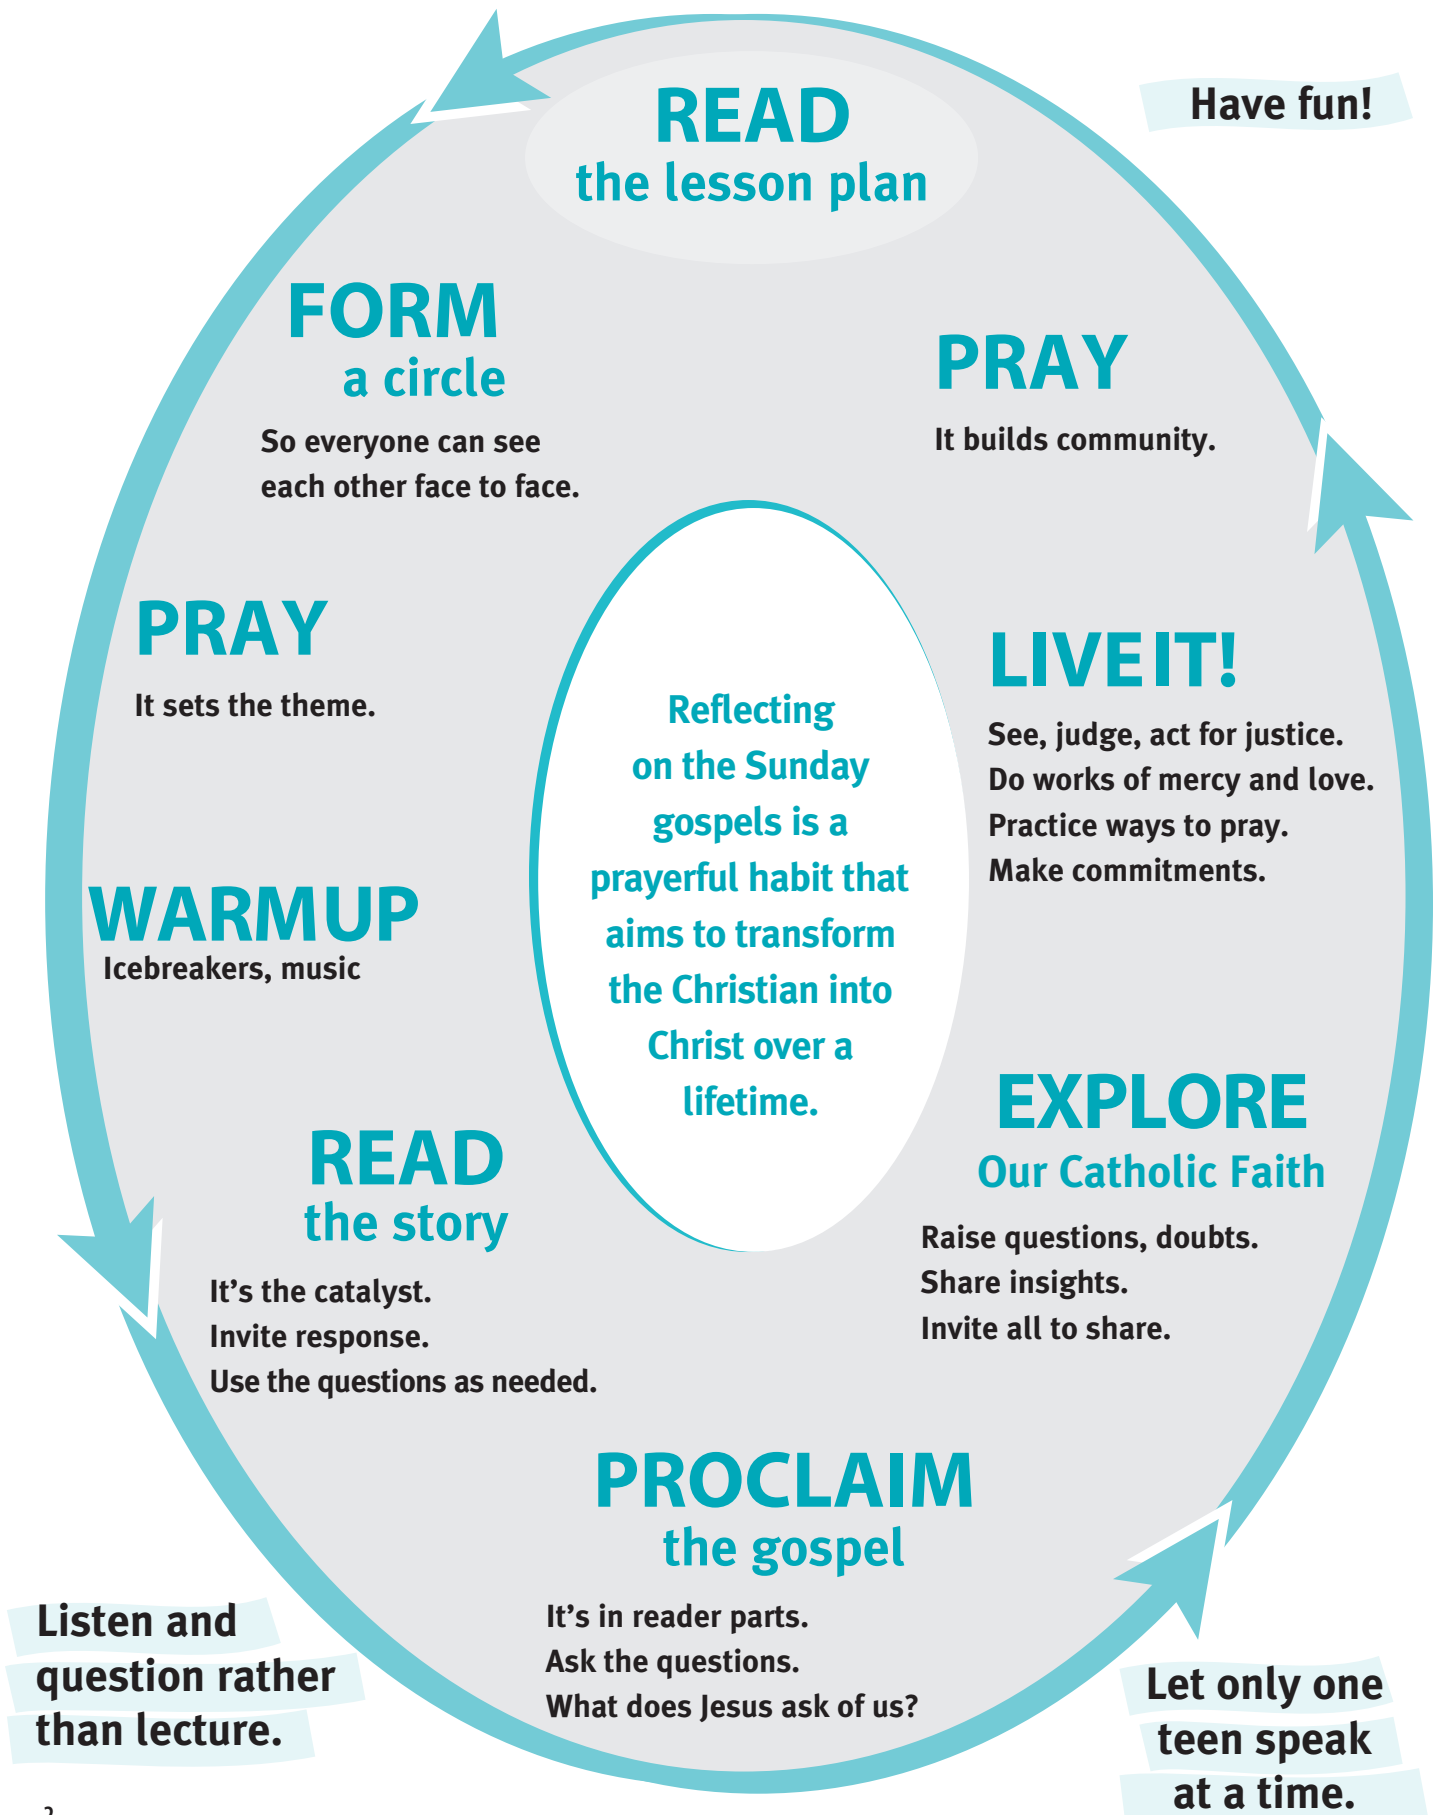 READ
the lesson plan
Have fun!
FORM
a circle
So everyone can see
each other face to face.
PRAY
It sets the theme.
WARMUP
Icebreakers, music
READ
the story
It’s the catalyst.
Invite response.
Use the questions as needed.
PROCLAIM
the gospel
It’s in reader parts.
Ask the questions.
What does Jesus ask of us?
EXPLORE
Our Catholic Faith
Raise questions, doubts.
Share insights.
Invite all to share.
LIVE IT!
See, judge, act for justice.
Do works of mercy and love.
Practice ways to pray.
Make commitments.
PRAY
It builds community.
Reflecting
on the Sunday
gospels is a
prayerful habit that
aims to transform
the Christian into
Christ over a
lifetime.
Listen and
question rather
than lecture.
Let only one
teen speak
at a time.
2